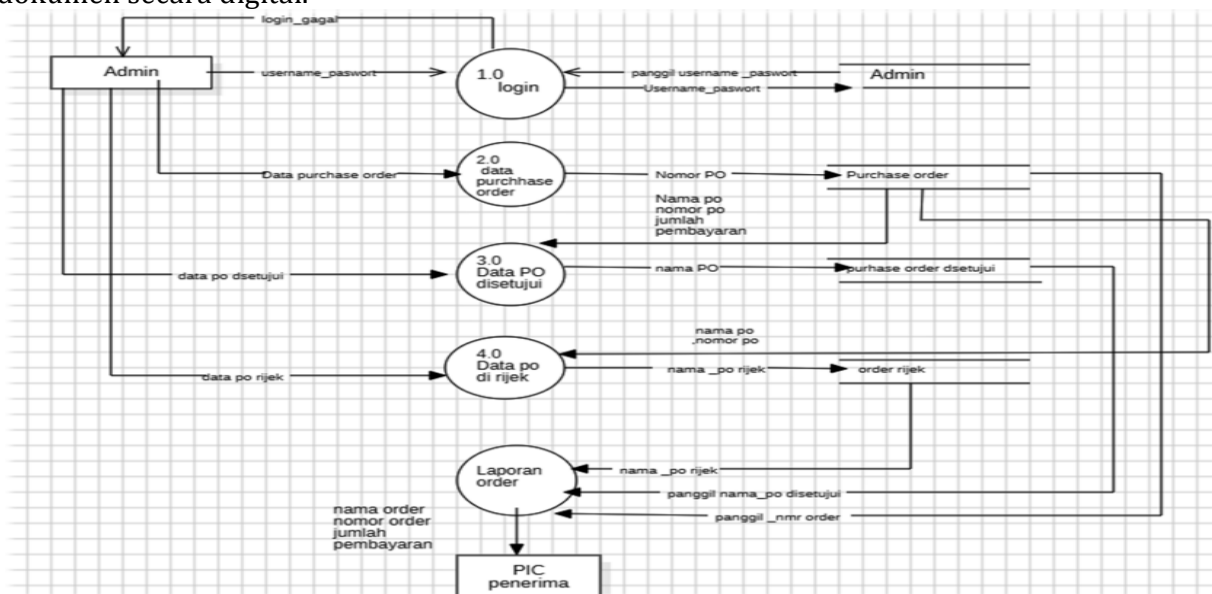 dokumen secara digital.
login_gagal
Admin
username_paswort
1.0
login
panggil username _paswort
Username_paswort
Admin
Data purchase order
2.0
data
purchhase
order
Nomor PO
Purchase order
Nama po
nomor po
jumlah
pembayaran
data po dsetujui
3.0
Data PO
disetujui
nama PO
purhase order dsetujui
nama po
,nomor po
data po rijek
4.0
Data po
di rijek
nama _po rijek
order rijek
Laporan
order
nama _po rijek
panggil nama_po disetujui
panggil _nmr order
nama order
nomor order
jumlah
pembayaran
PIC
penerima